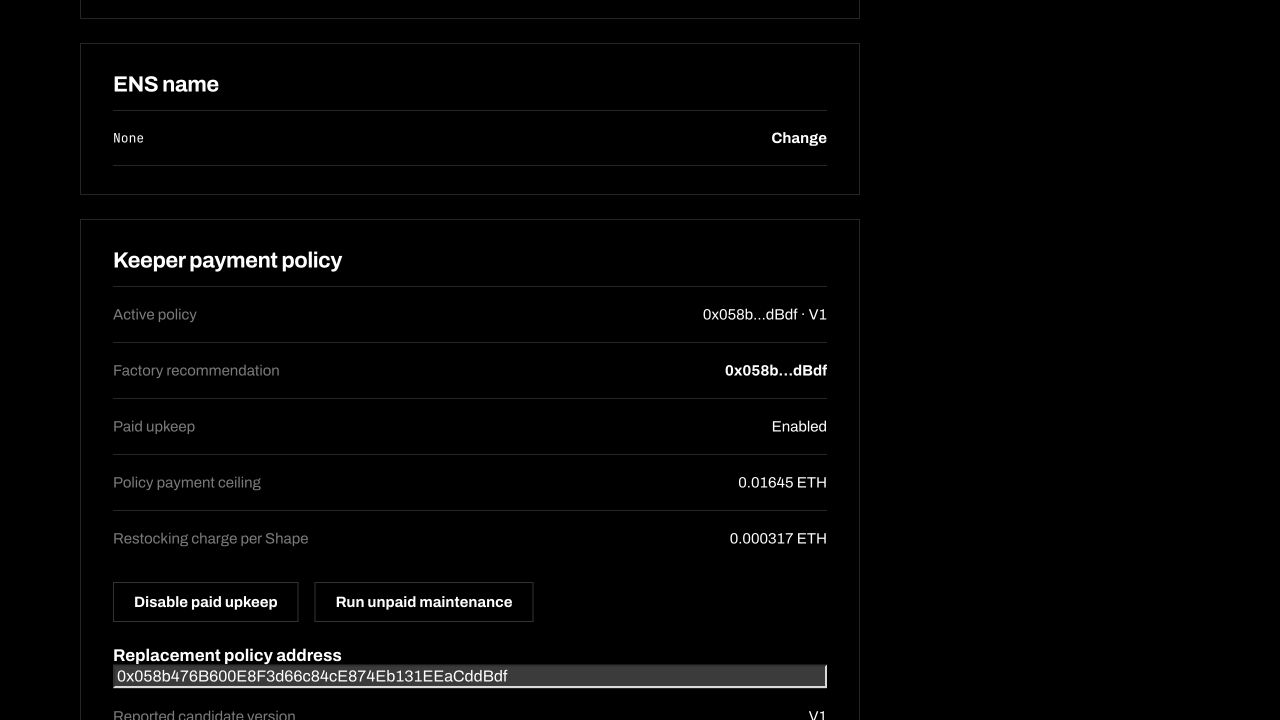 ENS name
None Change
Keeper payment policy
Active policy 0x058b...dBdf · V1
Factory recommendation 0x058b...dBdf
Paid upkeep Enabled
Policy payment ceiling 0.01645 ETH
Restocking charge per Shape 0.000317 ETH
Disable paid upkeep Run unpaid maintenance
Replacement policy address
0x058b476B600E8F3d66c84cE874Eb131EEaCddBdf
Reported candidate version V1